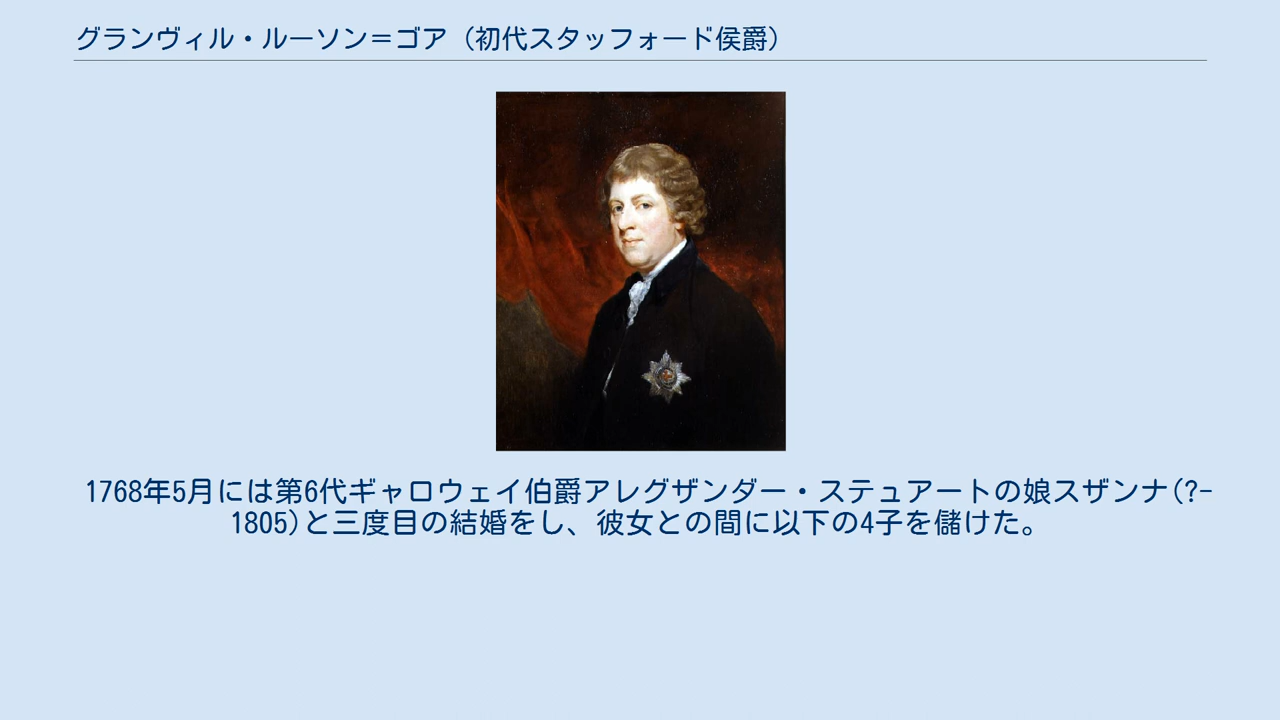 グランヴィル・ルーソン＝ゴア（初代スタッフォード侯爵）
1768年5月には第6代ギャロウェイ伯爵アレグザンダー・ステュアートの娘スザンナ(?-
1805)と三度目の結婚をし、彼女との間に以下の4子を儲けた。